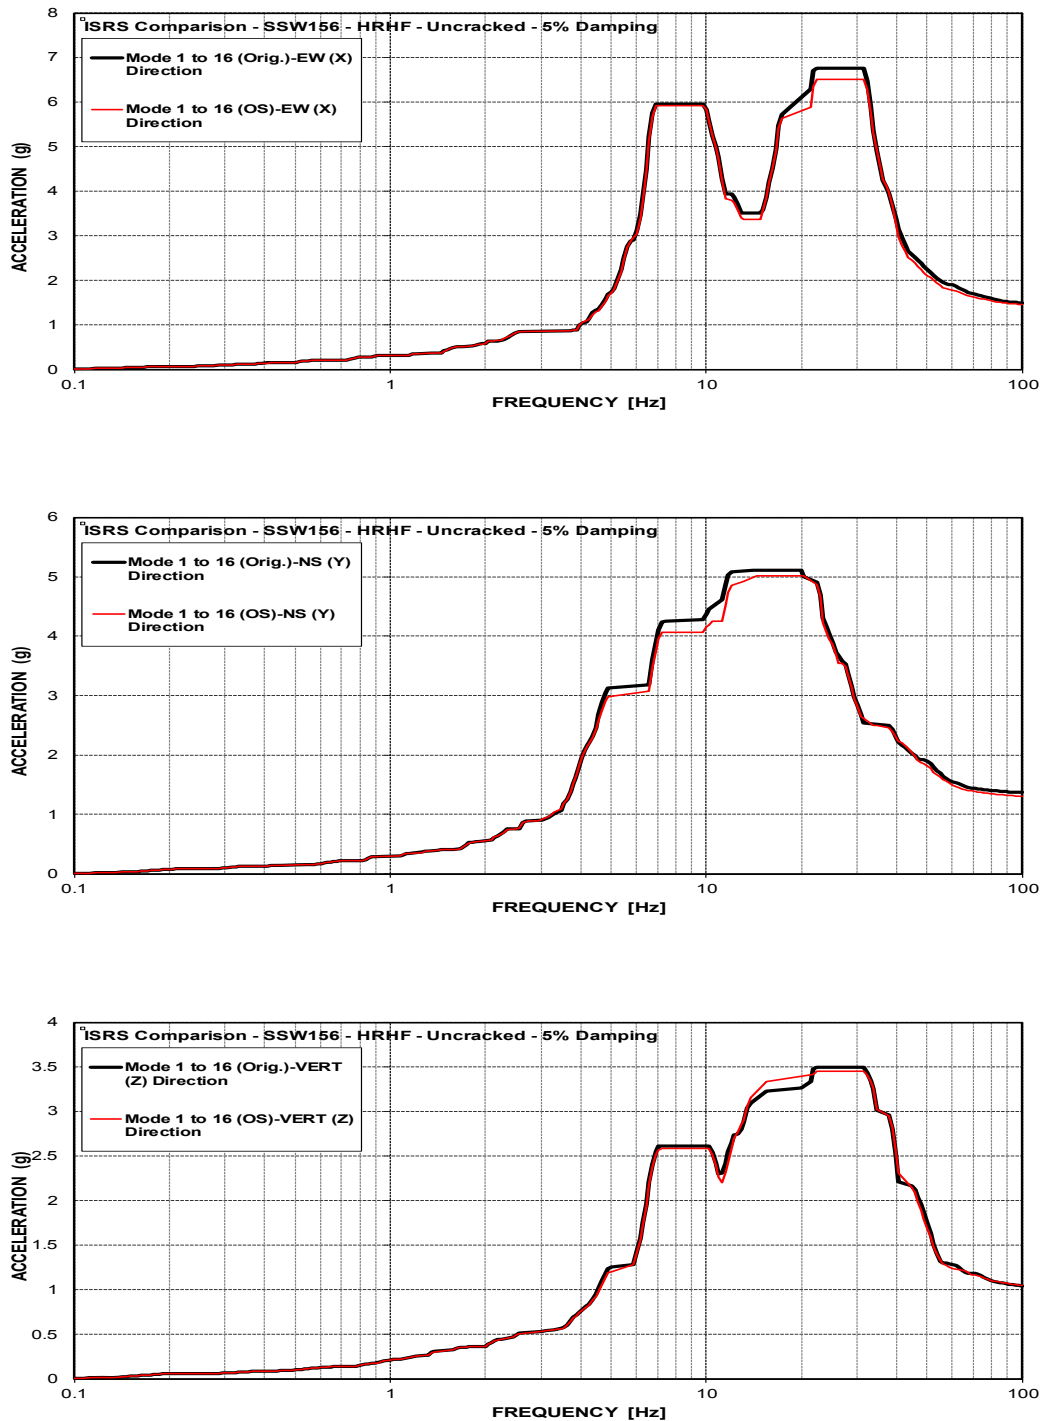 ISRS Comparison - SSW156 - HRHF - Uncracked - 5% Damping
Mode 1 to 16 (Orig.)-EW (X)
Direction
Mode 1 to 16 (OS)-EW (X)
Direction
ACCELERATION (g)
8
7
6
5
4
3
2
1
0
0.1
1
10
100
FREQUENCY [Hz]
ISRS Comparison - SSW156 - HRHF - Uncracked - 5% Damping
Mode 1 to 16 (Orig.)-NS (Y)
Direction
Mode 1 to 16 (OS)-NS (Y)
Direction
ACCELERATION (g)
6
5
4
3
2
1
0
0.1
1
10
100
FREQUENCY [Hz]
ISRS Comparison - SSW156 - HRHF - Uncracked - 5% Damping
Mode 1 to 16 (Orig.)-VERT
(Z) Direction
Mode 1 to 16 (OS)-VERT (Z)
Direction
ACCELERATION (g)
4
3.5
3
2.5
2
1.5
1
0.5
0
0.1
1
10
100
FREQUENCY [Hz]